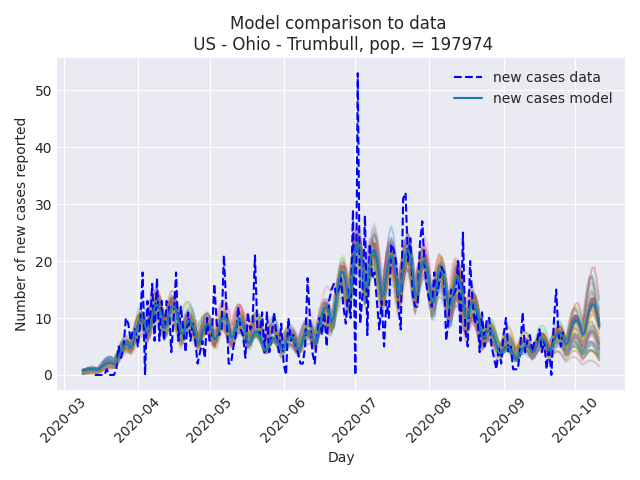 Model comparison to data
US - Ohio - Trumbull, pop. = 197974
new cases data
new cases model
Number of new cases reported
50
40
30
20
10
0
2020-03
2020-04
2020-05
2020-06
2020-07
2020-08
2020-09
2020-10
Day